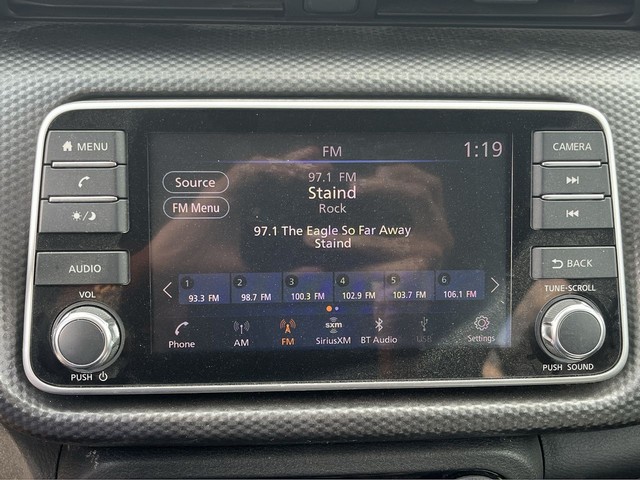 MENU
AUDIO
VOL
PUSH
FM
1:19
Source
FM Menu
97.1 FM
Staind
Rock
97.1 The Eagle So Far Away
Staind
1 93.3 FM
2 98.7 FM
3 100.3 FM
4 102.9 FM
5 103.7 FM
6 106.1 FM
Phone
AM
FM
sxm
SiriusXM
BT Audio
USB
Settings
CAMERA
BACK
TUNE·SCROLL
PUSH SOUND